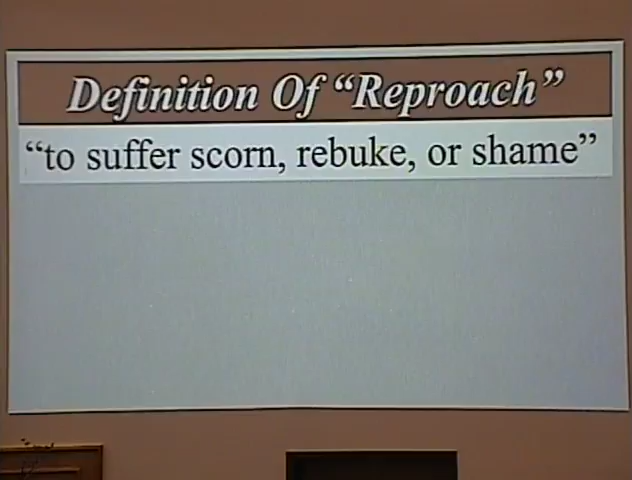 Definition Of “Reproach”
“to suffer scorn, rebuke, or shame”